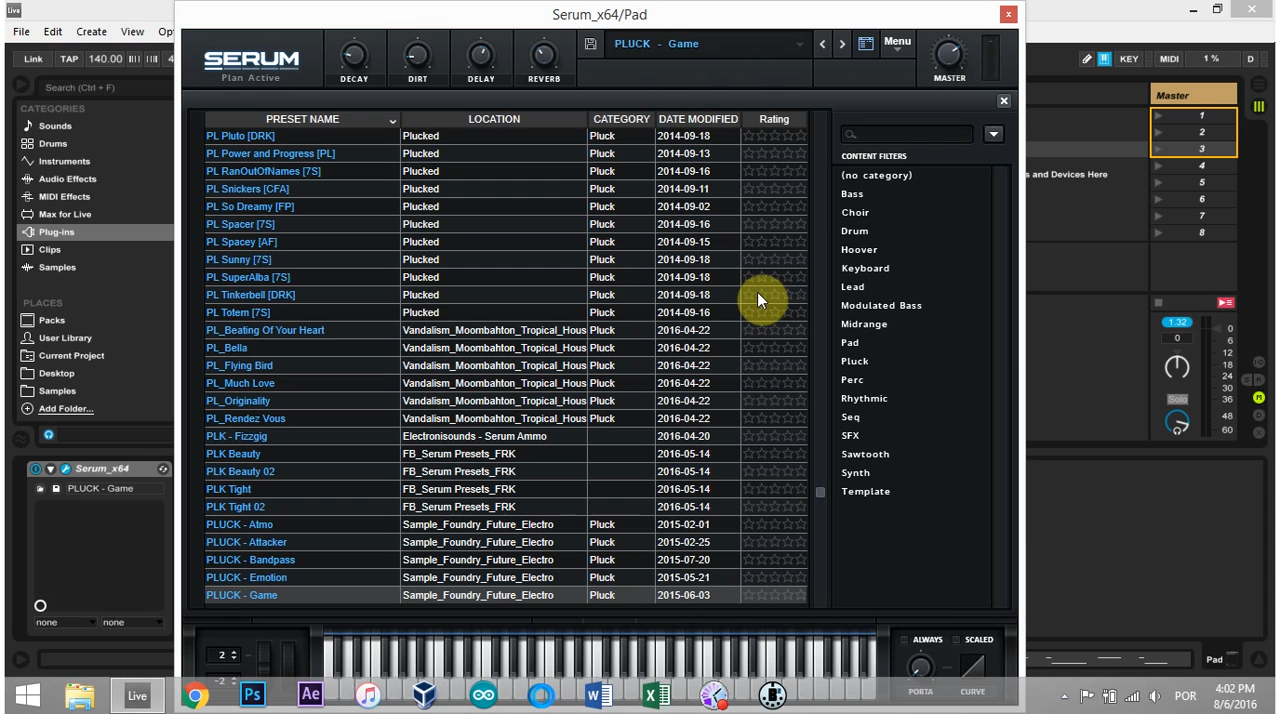 Serum_x64/Pad
x
Live
File Edit Create View Op
Link TAP 140.00
KEY MIDI 1 % D
Search (Ctrl + F)
CATEGORIES
Sounds
Drums
Instruments
Audio Effects
MIDI Effects
Max for Live
Plug-ins
Clips
Samples
PLACES
Packs
User Library
Current Project
Desktop
Samples
Add Folder...
Serum_x64
PLUCK - Game
none none
SERUM
Plan Active
DECAY DIRT DELAY REVERB
PLUCK - Game
Menu
MASTER
PRESET NAME LOCATION CATEGORY DATE MODIFIED Rating
PL Pluto [DRK] Plucked Pluck 2014-09-18
PL Power and Progress [PL] Plucked Pluck 2014-09-13
PL RanOutOfNames [7S] Plucked Pluck 2014-09-16
PL Snickers [CFA] Plucked Pluck 2014-09-11
PL So Dreamy [FP] Plucked Pluck 2014-09-02
PL Spacer [7S] Plucked Pluck 2014-09-16
PL Spacey [AF] Plucked Pluck 2014-09-15
PL Sunny [7S] Plucked Pluck 2014-09-18
PL SuperAlba [7S] Plucked Pluck 2014-09-18
PL Tinkerbell [DRK] Plucked Pluck 2014-09-18
PL Totem [7S] Plucked Pluck 2014-09-16
PL_Beating Of Your Heart Vandalism_Moombahton_Tropical_Hous Pluck 2016-04-22
PL_Bella Vandalism_Moombahton_Tropical_Hous Pluck 2016-04-22
PL_Flying Bird Vandalism_Moombahton_Tropical_Hous Pluck 2016-04-22
PL_Much Love Vandalism_Moombahton_Tropical_Hous Pluck 2016-04-22
PL_Originality Vandalism_Moombahton_Tropical_Hous Pluck 2016-04-22
PL_Rendez Vous Vandalism_Moombahton_Tropical_Hous Pluck 2016-04-22
PLK - Fizzgig Electronisounds - Serum Ammo 2016-04-20
PLK Beauty FB_Serum Presets_FRK 2016-05-14
PLK Beauty 02 FB_Serum Presets_FRK 2016-05-14
PLK Tight FB_Serum Presets_FRK 2016-05-14
PLK Tight 02 FB_Serum Presets_FRK 2016-05-14
PLUCK - Atmo Sample_Foundry_Future_Electro Pluck 2015-02-01
PLUCK - Attacker Sample_Foundry_Future_Electro Pluck 2015-02-25
PLUCK - Bandpass Sample_Foundry_Future_Electro Pluck 2015-07-20
PLUCK - Emotion Sample_Foundry_Future_Electro Pluck 2015-05-21
PLUCK - Game Sample_Foundry_Future_Electro Pluck 2015-06-03
CONTENT FILTERS
(no category)
Bass
Choir
Drum
Hoover
Keyboard
Lead
Modulated Bass
Midrange
Pad
Pluck
Perc
Rhythmic
Seq
SFX
Sawtooth
Synth
Template
2
-2
ALWAYS SCALED
PORTA CURVE
Master
1
2
3
4
5
6
7
8
s and Devices Here
1.32
0
Solo
0
6
12
18
24
30
36
48
60
Pad
Live Ps Ae
POR
4:02 PM
8/6/2016